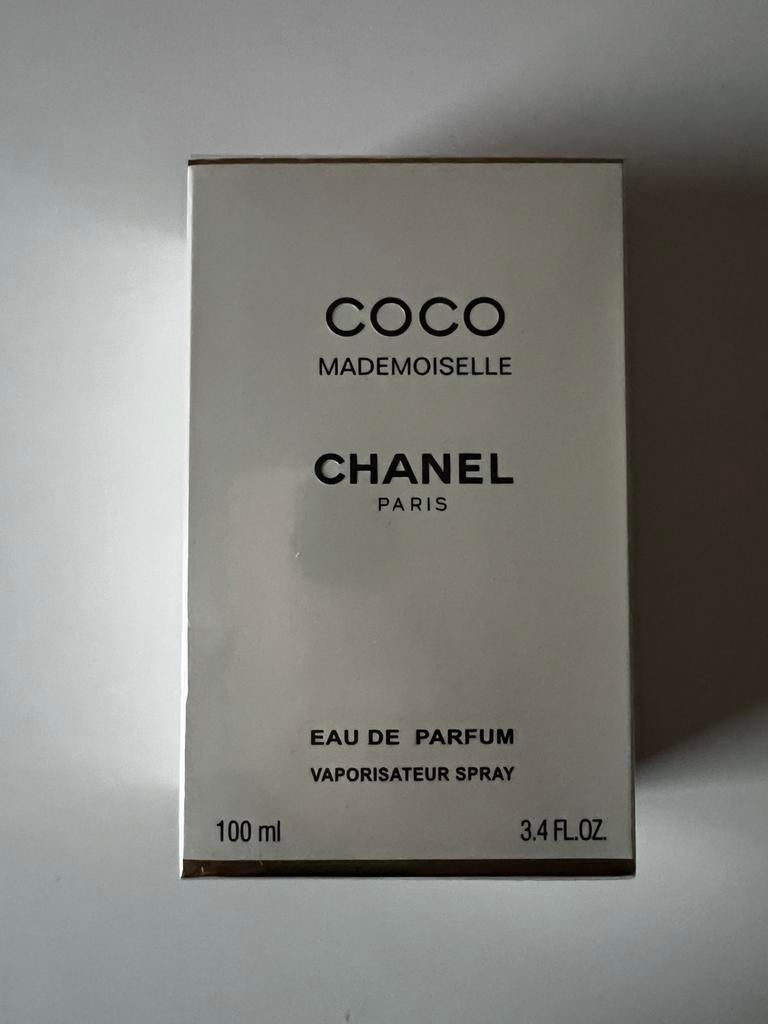 COCO
MADEMOISELLE
CHANEL
PARIS
EAU DE PARFUM
VAPORISATEUR SPRAY
100 ml 3.4 FL.OZ.